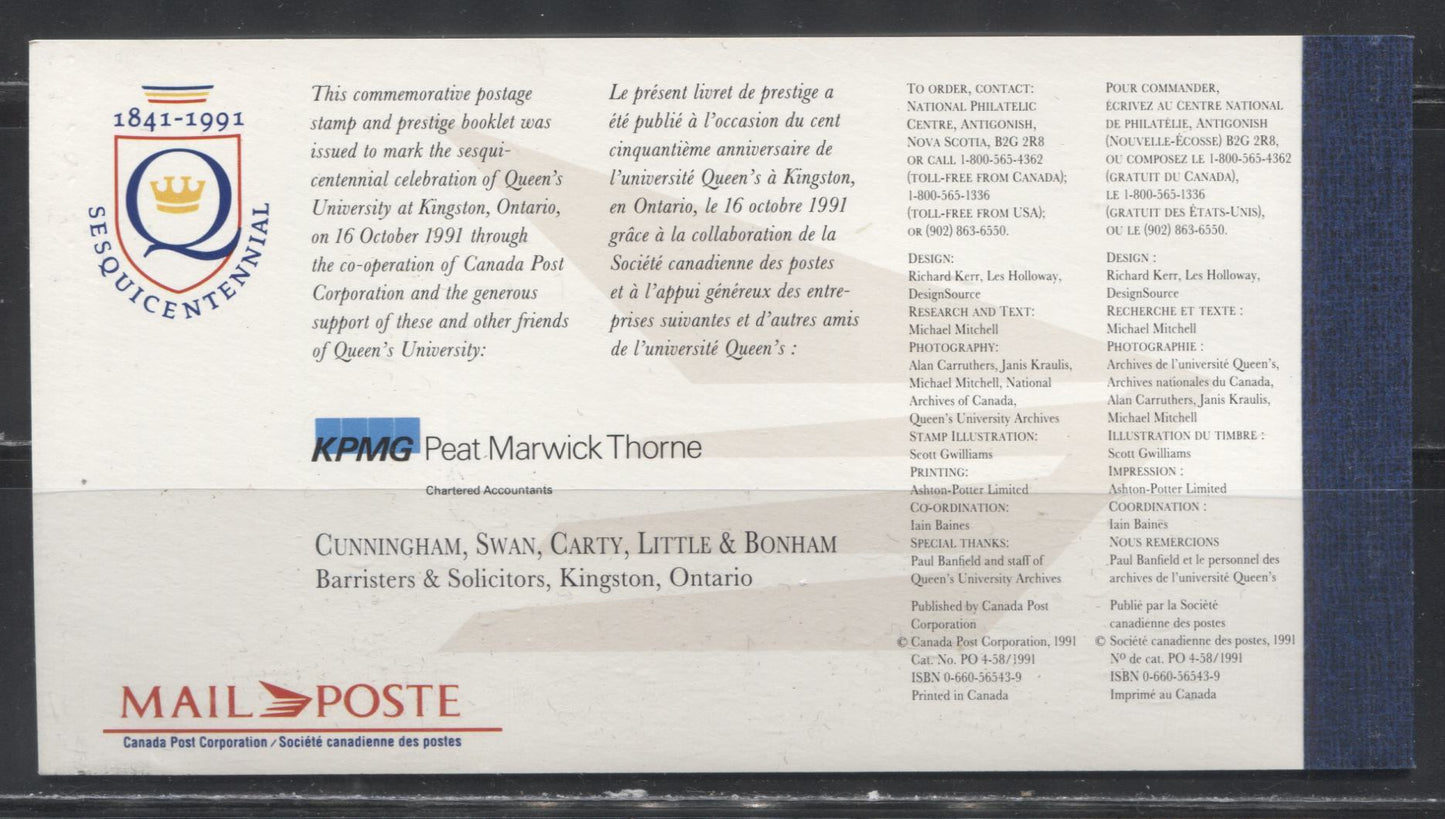 1841-1991
Q
SESQUICENTENNIAL
This commemorative postage
stamp and prestige booklet was
issued to mark the sesqui-
centennial celebration of Queen's
University at Kingston, Ontario,
on 16 October 1991 through
the co-operation of Canada Post
Corporation and the generous
support of these and other friends
of Queen's University:
Le présent livret de prestige a
été publié à l'occasion du cent
cinquantième anniversaire de
l'université Queen's à Kingston,
en Ontario, le 16 octobre 1991
grâce à la collaboration de la
Société canadienne des postes
et à l'appui généreux des entre-
prises suivantes et d'autres amis
de l'université Queen's :
KPMG Peat Marwick Thorne
Chartered Accountants
CUNNINGHAM, SWAN, CARTY, LITTLE & BONHAM
Barristers & Solicitors, Kingston, Ontario
MAIL POSTE
Canada Post Corporation / Société canadienne des postes
TO ORDER, CONTACT:
NATIONAL PHILATELIC
CENTRE, ANTIGONISH,
NOVA SCOTIA, B2G 2R8
OR CALL 1-800-565-4362
(TOLL-FREE FROM CANADA);
1-800-565-1336
(TOLL-FREE FROM USA);
OR (902) 863-6550.
DESIGN:
Richard Kerr, Les Holloway,
DesignSource
RESEARCH AND TEXT:
Michael Mitchell
PHOTOGRAPHY:
Alan Carruthers, Janis Kraulis,
Michael Mitchell, National
Archives of Canada,
Queen's University Archives
STAMP ILLUSTRATION:
Scott Gwilliams
PRINTING:
Ashton-Potter Limited
CO-ORDINATION:
Iain Baines
SPECIAL THANKS:
Paul Banfield and staff of
Queen's University Archives
Published by Canada Post
Corporation
© Canada Post Corporation, 1991
Cat. No. PO 4-58/1991
ISBN 0-660-56543-9
Printed in Canada
POUR COMMANDER,
ÉCRIVEZ AU CENTRE NATIONAL
DE PHILATÉLIE, ANTIGONISH
(NOUVELLE-ÉCOSSE) B2G 2R8,
OU COMPOSEZ LE 1-800-565-4362
(GRATUIT DU CANADA),
LE 1-800-565-1336
(GRATUIT DES ÉTATS-UNIS),
OU LE (902) 863-6550.
DESIGN :
Richard Kerr, Les Holloway,
DesignSource
RECHERCHE ET TEXTE :
Michael Mitchell
PHOTOGRAPHIE :
Archives de l'université Queen's,
Archives nationales du Canada,
Alan Carruthers, Janis Kraulis,
Michael Mitchell
ILLUSTRATION DU TIMBRE :
Scott Gwilliams
IMPRESSION :
Ashton-Potter Limited
COORDINATION :
Iain Baines
NOUS REMERCIONS
Paul Banfield et le personnel des
archives de l'université Queen's
Publié par la Société
canadienne des postes
© Société canadienne des postes, 1991
Nº de cat. PO 4-58/1991
ISBN 0-660-56543-9
Imprimé au Canada